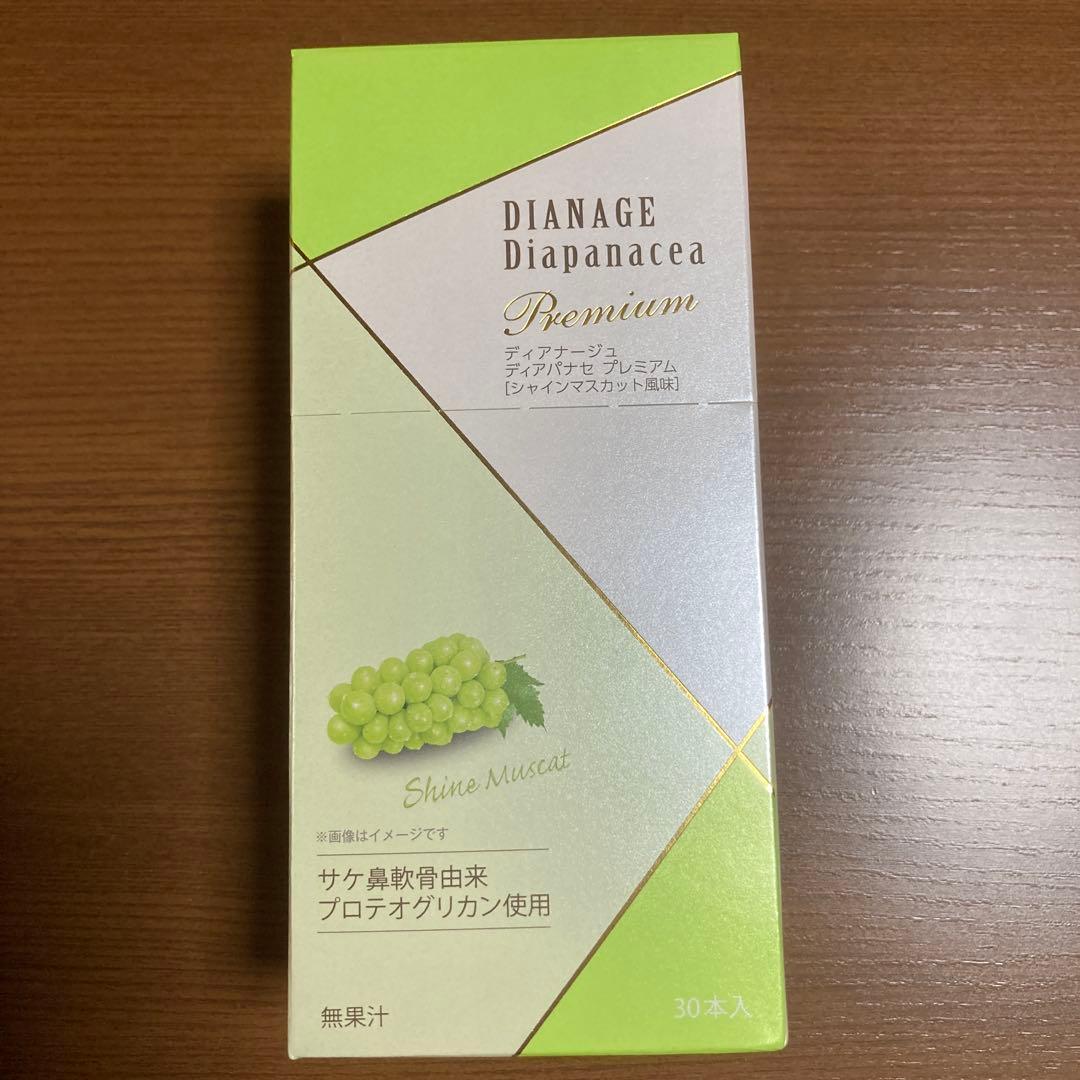 DIANAGE
Diapanacea
Premium
ディアナージュ
ディアパナセ プレミアム
[シャインマスカット風味]
Shine Muscat
※画像はイメージです
サケ鼻軟骨由来
プロテオグリカン使用
無果汁
30本入